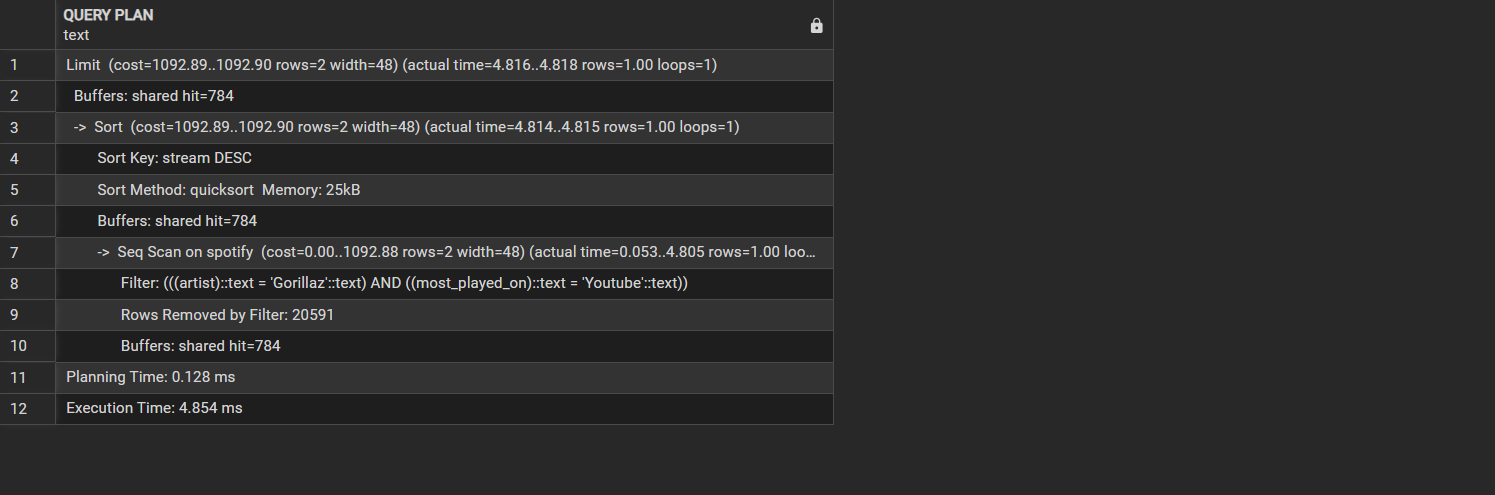 QUERY PLAN
text
1 Limit (cost=1092.89..1092.90 rows=2 width=48) (actual time=4.816..4.818 rows=1.00 loops=1)
2 Buffers: shared hit=784
3 -> Sort (cost=1092.89..1092.90 rows=2 width=48) (actual time=4.814..4.815 rows=1.00 loops=1)
4 Sort Key: stream DESC
5 Sort Method: quicksort Memory: 25kB
6 Buffers: shared hit=784
7 -> Seq Scan on spotify (cost=0.00..1092.88 rows=2 width=48) (actual time=0.053..4.805 rows=1.00 loo...
8 Filter: (((artist)::text = 'Gorillaz'::text) AND ((most_played_on)::text = 'Youtube'::text))
9 Rows Removed by Filter: 20591
10 Buffers: shared hit=784
11 Planning Time: 0.128 ms
12 Execution Time: 4.854 ms